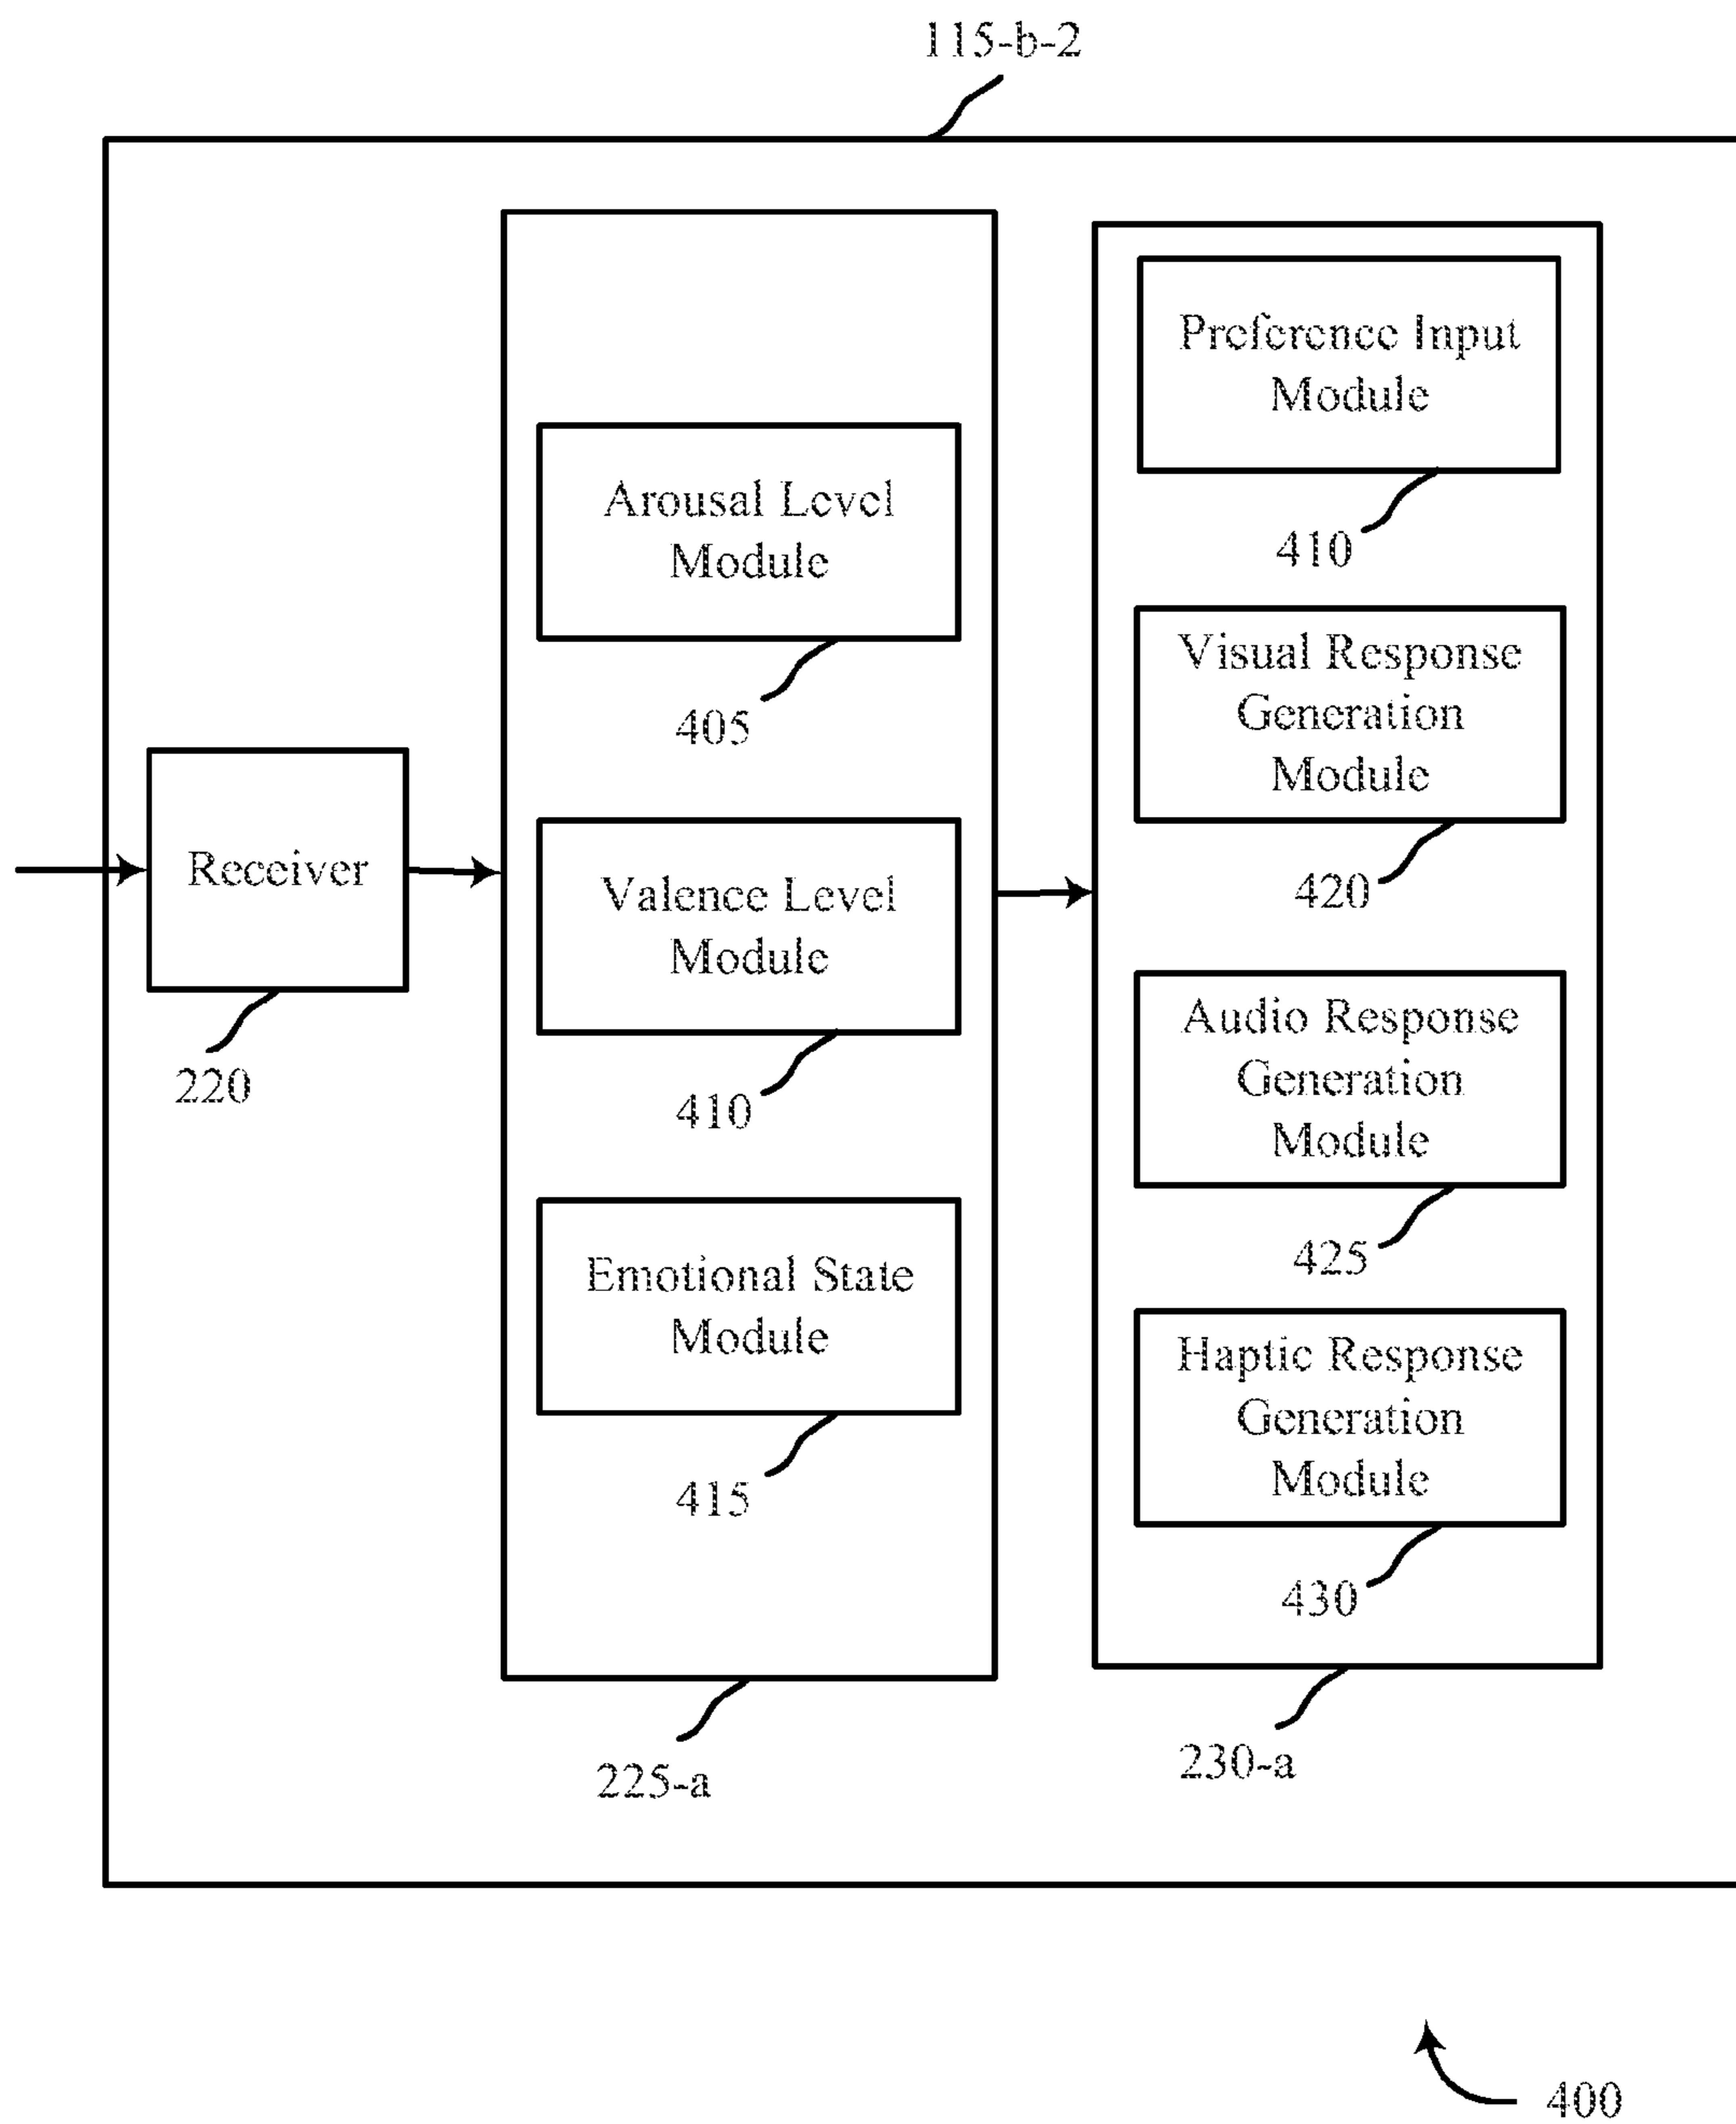 115-b-2
Receiver
220
Arousal Level
Module
405
Valence Level
Module
410
Emotional State
Module
415
225-a
Preference Input
Module
410
Visual Response
Generation
Module
420
Audio Response
Generation
Module
425
Haptic Response
Generation
Module
430
230-a
400